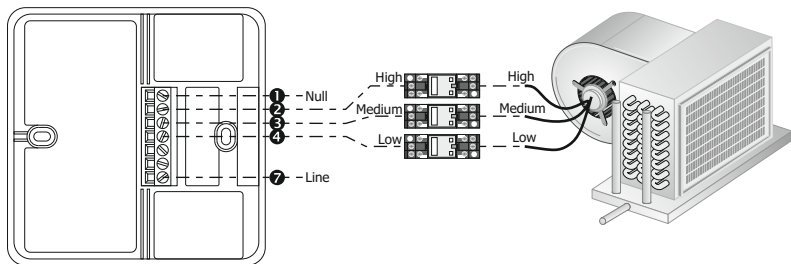 1 Null
2 High High
3 Medium Medium
4 Low Low
7 Line